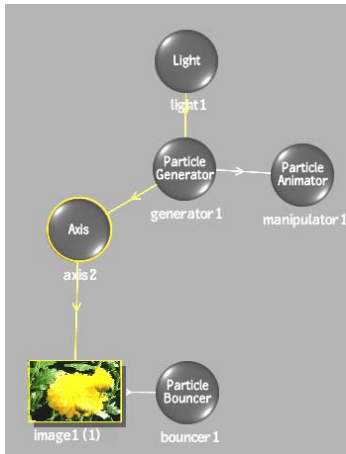 Light
light1
Particle
Generator
generator1
Particle
Animator
manipulator1
Axis
axis2
image1 (1)
Particle
Bouncer
bouncer1